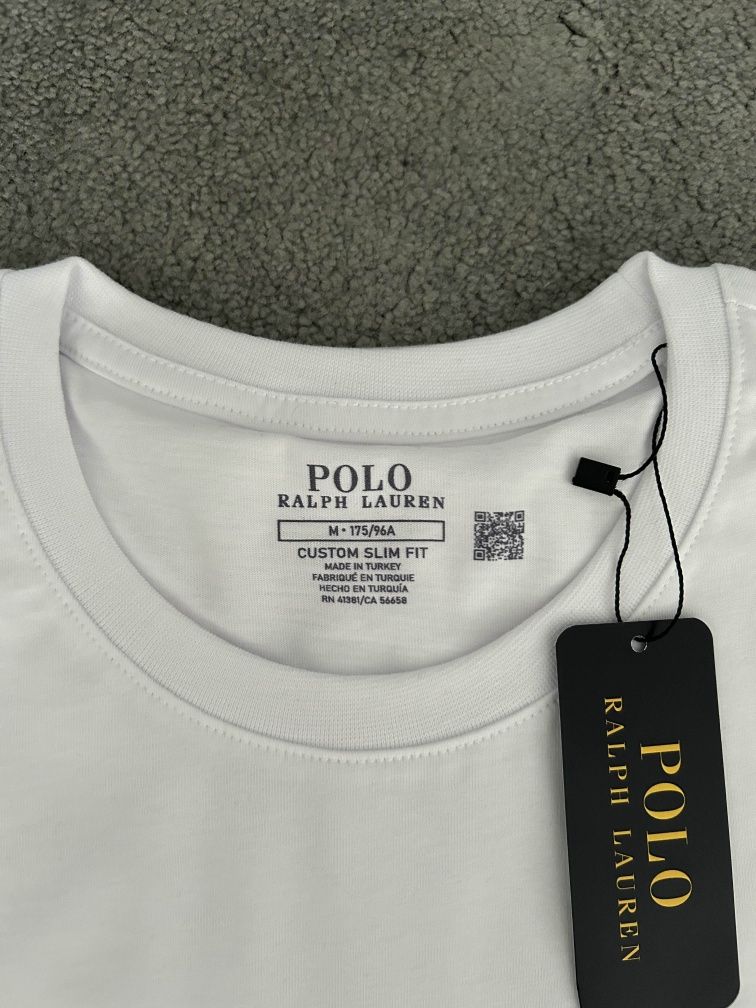 POLO
RALPH LAUREN
M • 175/96A
CUSTOM SLIM FIT
MADE IN TURKEY
FABRIQUÉ EN TURQUIE
HECHO EN TURQUÍA
RN 41381/CA 56658
POLO
RALPH LAUREN